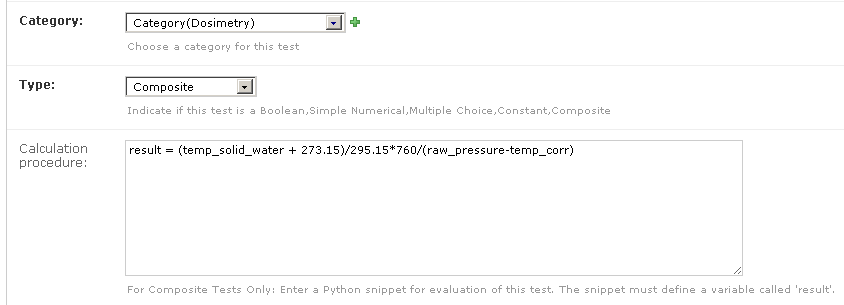 Category: Category(Dosimetry)
Choose a category for this test
Type: Composite
Indicate if this test is a Boolean,Simple Numerical,Multiple Choice,Constant,Composite
Calculation procedure: result = (temp_solid_water + 273.15)/295.15*760/(raw_pressure-temp_corr)
For Composite Tests Only: Enter a Python snippet for evaluation of this test. The snippet must define a variable called 'result'.